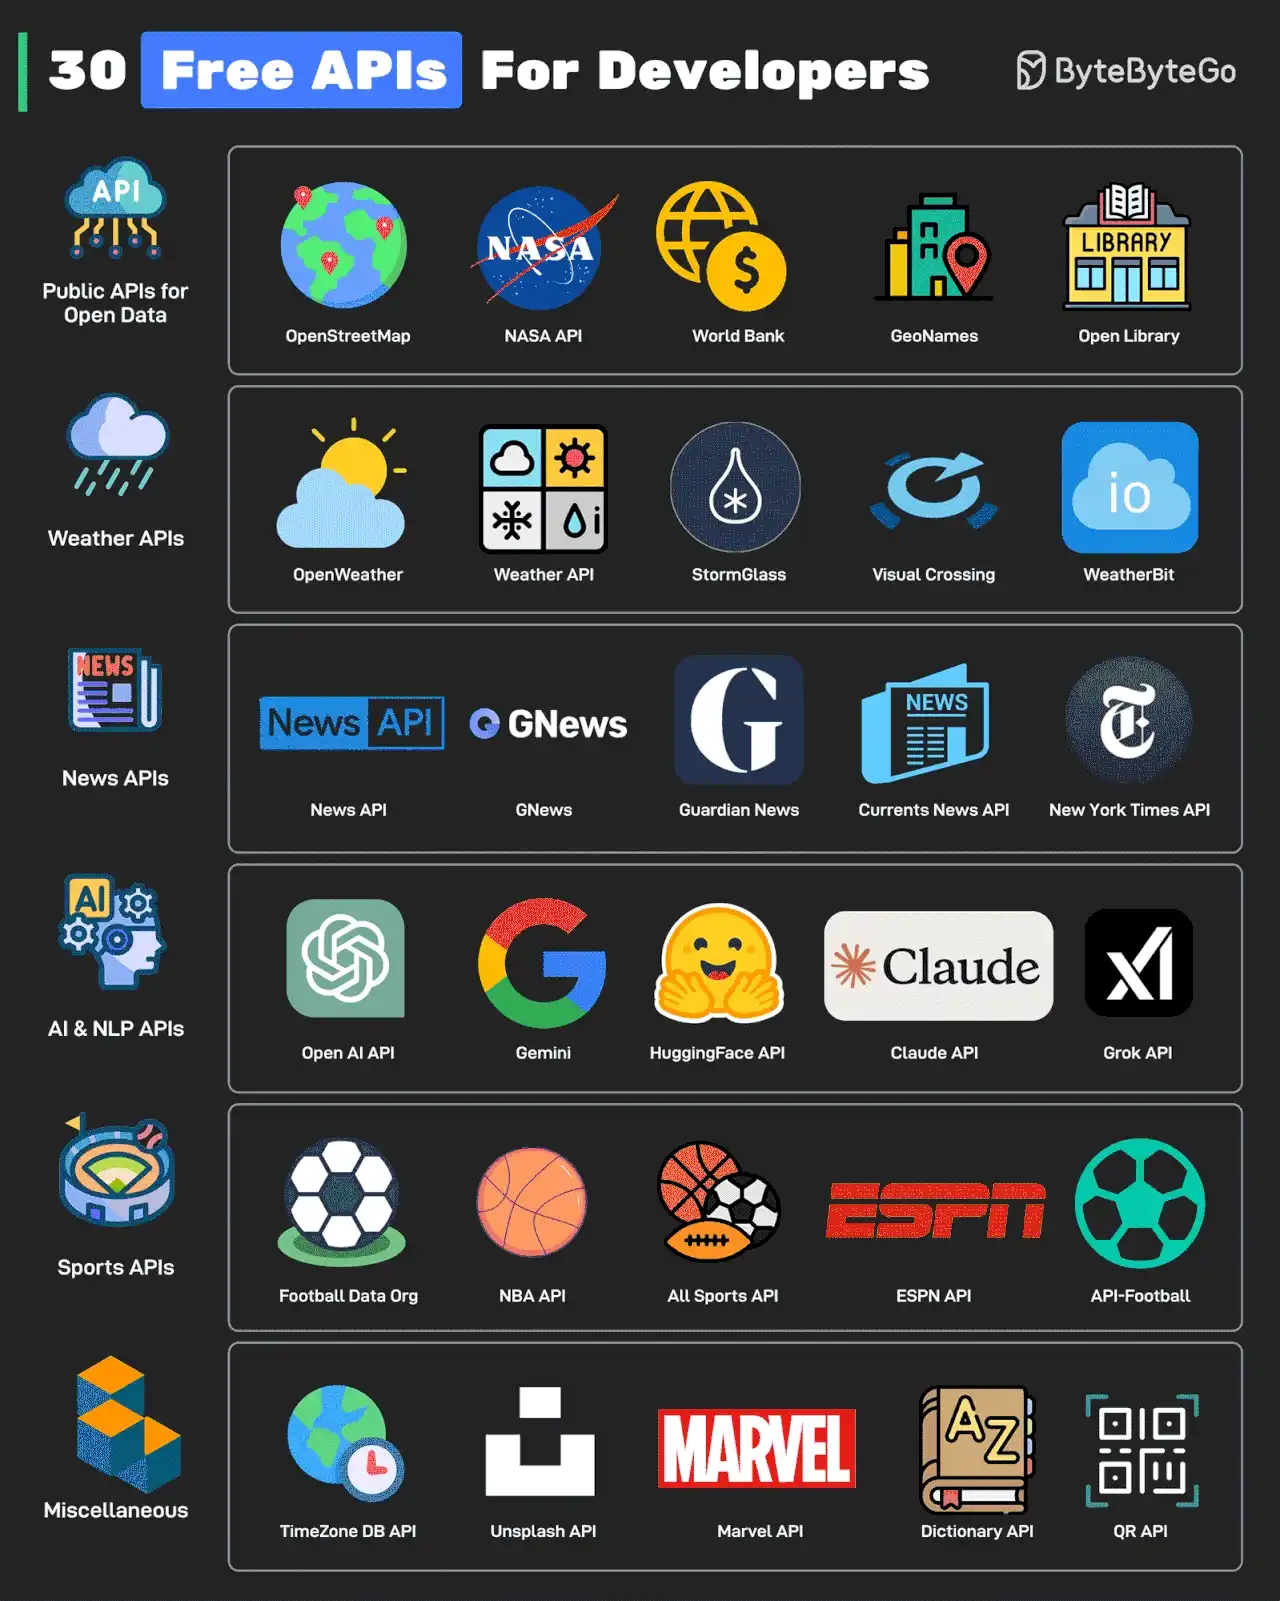 30 Free APIs For Developers
ByteByteGo
API
Public APIs for
Open Data
OpenStreetMap
NASA
NASA API
$
World Bank
GeoNames
LIBRARY
Open Library
Weather APIs
OpenWeather
i
Weather API
StormGlass
Visual Crossing
io
WeatherBit
NEWS
News APIs
News API
News API
GNews
GNews
G
Guardian News
NEWS
Currents News API
T
New York Times API
AI
AI & NLP APIs
Open AI API
G
Gemini
HuggingFace API
Claude
Claude API
xI
Grok API
Sports APIs
Football Data Org
NBA API
All Sports API
ESPN
ESPN API
API-Football
Miscellaneous
TimeZone DB API
Unsplash API
MARVEL
Marvel API
AZ
Dictionary API
QR API